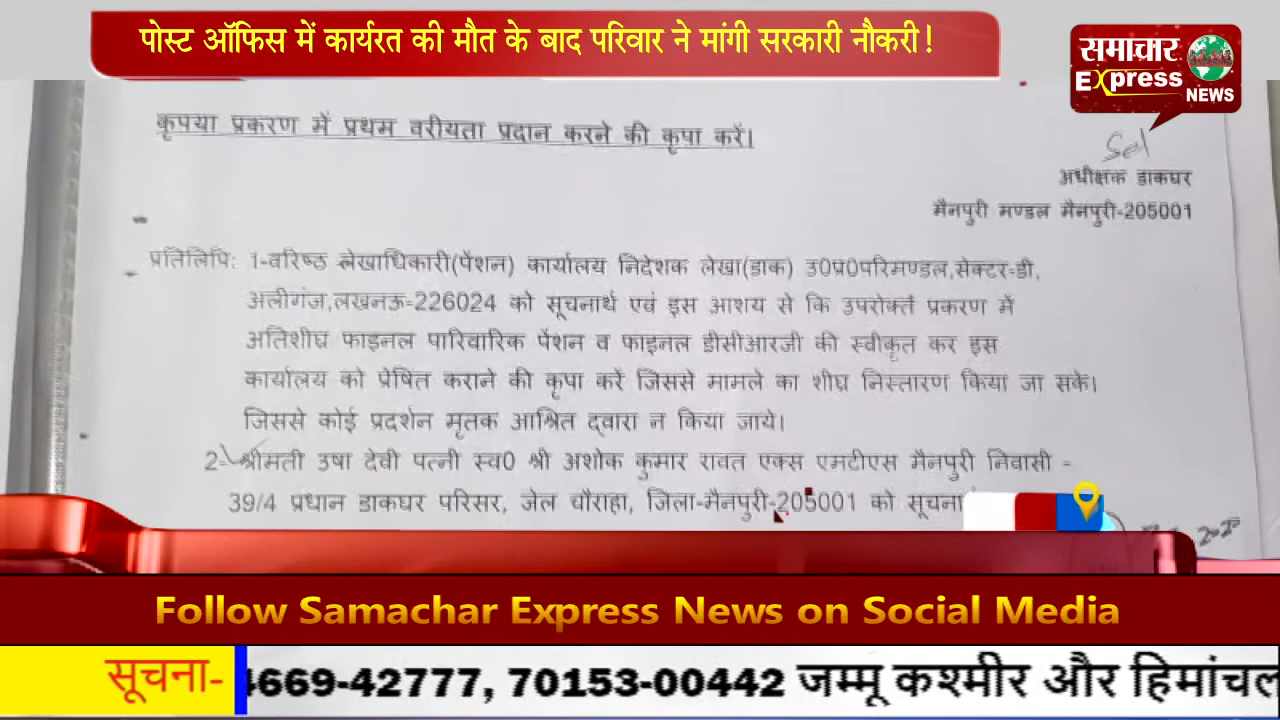 पोस्ट ऑफिस में कार्यरत की मौत के बाद परिवार ने मांगी सरकारी नौकरी!
समाचार
Express
NEWS
कृपया प्रकरण में प्रथम वरीयता प्रदान करने की कृपा करें।
Sd/
अधीक्षक डाकघर
मैनपुरी मण्डल मैनपुरी-205001
प्रतिलिपि: 1-वरिष्ठ लेखाधिकारी(पेंशन) कार्यालय निदेशक लेखा(डाक) उ0प्र0परिमण्डल,सेक्टर=डी,
अलीगंज,लखनऊ=226024 को सूचनार्थ एवं इस आशय से कि उपरोक्त प्रकरण में
अतिशीघ्र फाइनल पारिवारिक पेंशन व फाइनल डीसीआरजी की स्वीकृत कर इस
कार्यालय को प्रेषित कराने की कृपा करें जिससे मामले का शीघ्र निस्तारण किया जा सके।
जिससे कोई प्रदर्शन मृतक आश्रित द्वारा न किया जाये।
2= श्रीमती उषा देवी पत्नी स्व0 श्री अशोक कुमार रावत एक्स एमटीएस मैनपुरी निवासी =
39/4 प्रधान डाकघर परिसर, जेल चौराहा, जिला-मैनपुरी-205001 को
Follow Samachar Express News on Social Media
सूचना- 4669-42777, 70153-00442 जम्मू कश्मीर और हिमांचल